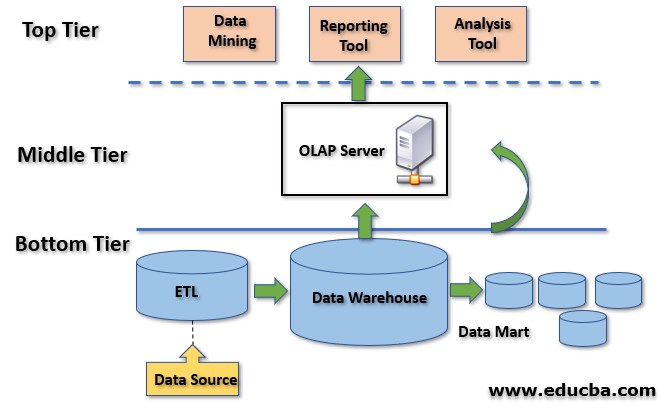 Top Tier
Data
Mining
Reporting
Tool
Analysis
Tool
Middle Tier
OLAP Server
Bottom Tier
ETL
Data Warehouse
Data Mart
Data Source
www.educba.com